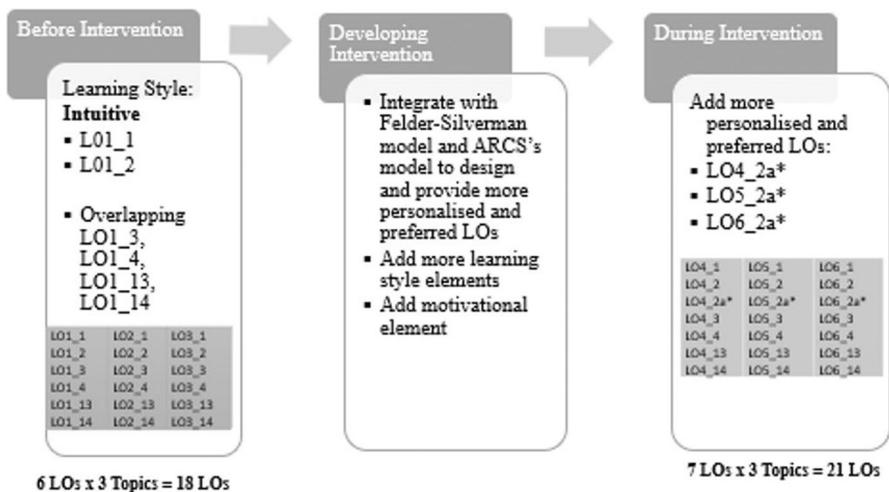 Before Intervention
Learning Style:
Intuitive
▪ L01_1
▪ L01_2
▪ Overlapping
LO1_3,
LO1_4,
LO1_13,
LO1_14
LO1_1 LO2_1 LO3_1
LO1_2 LO2_2 LO3_2
LO1_3 LO2_3 LO3_3
LO1_4 LO2_4 LO3_4
LO1_13 LO2_13 LO3_13
LO1_14 LO2_14 LO3_14
6 LOs x 3 Topics = 18 LOs
Developing
Intervention
▪ Integrate with
Felder-Silverman
model and ARCS's
model to design
and provide more
personalised and
preferred LOs
▪ Add more learning
style elements
▪ Add motivational
element
During Intervention
Add more
personalised and
preferred LOs:
▪ LO4_2a*
▪ LO5_2a*
▪ LO6_2a*
LO4_1 LO5_1 LO6_1
LO4_2 LO5_2 LO6_2
LO4_2a* LO5_2a* LO6_2a*
LO4_3 LO5_3 LO6_3
LO4_4 LO5_4 LO6_4
LO4_13 LO5_13 LO6_13
LO4_14 LO5_14 LO6_14
7 LOs x 3 Topics = 21 LOs